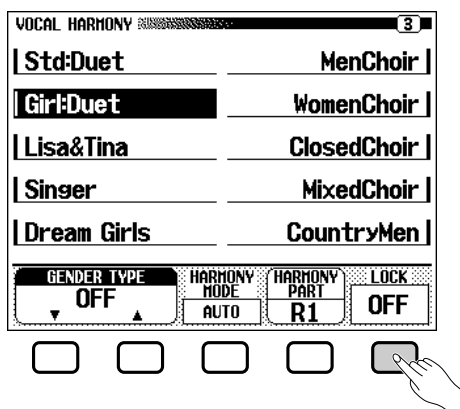 VOCAL HARMONY 3
Std:Duet MenChoir
Girl:Duet WomenChoir
Lisa&Tina ClosedChoir
Singer MixedChoir
Dream Girls CountryMen
GENDER TYPE HARMONY MODE HARMONY PART LOCK
OFF AUTO R1 OFF